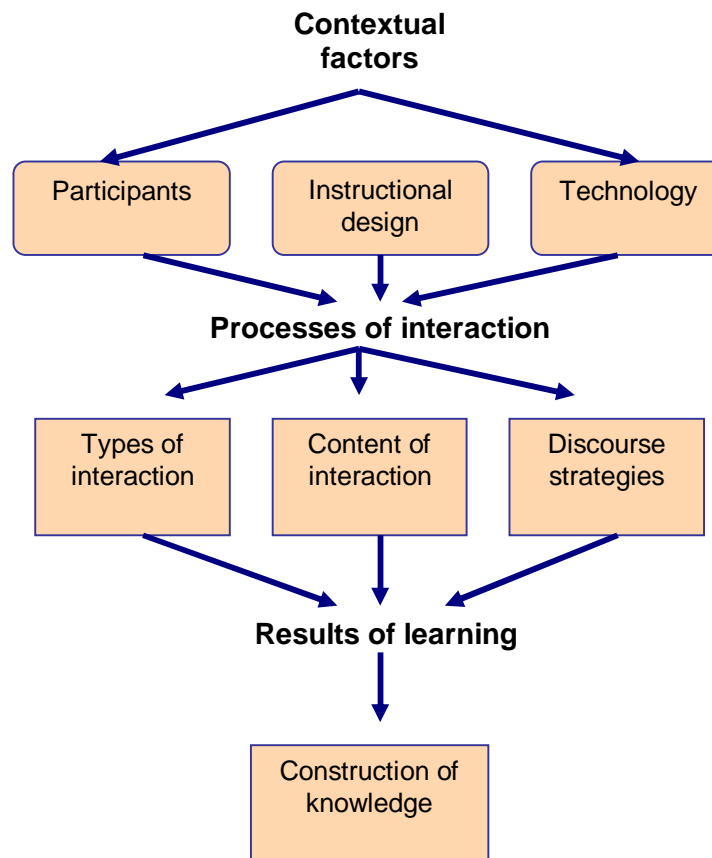 Contextual
factors
Participants
Instructional
design
Technology
Processes of interaction
Types of
interaction
Content of
interaction
Discourse
strategies
Results of learning
Construction of
knowledge